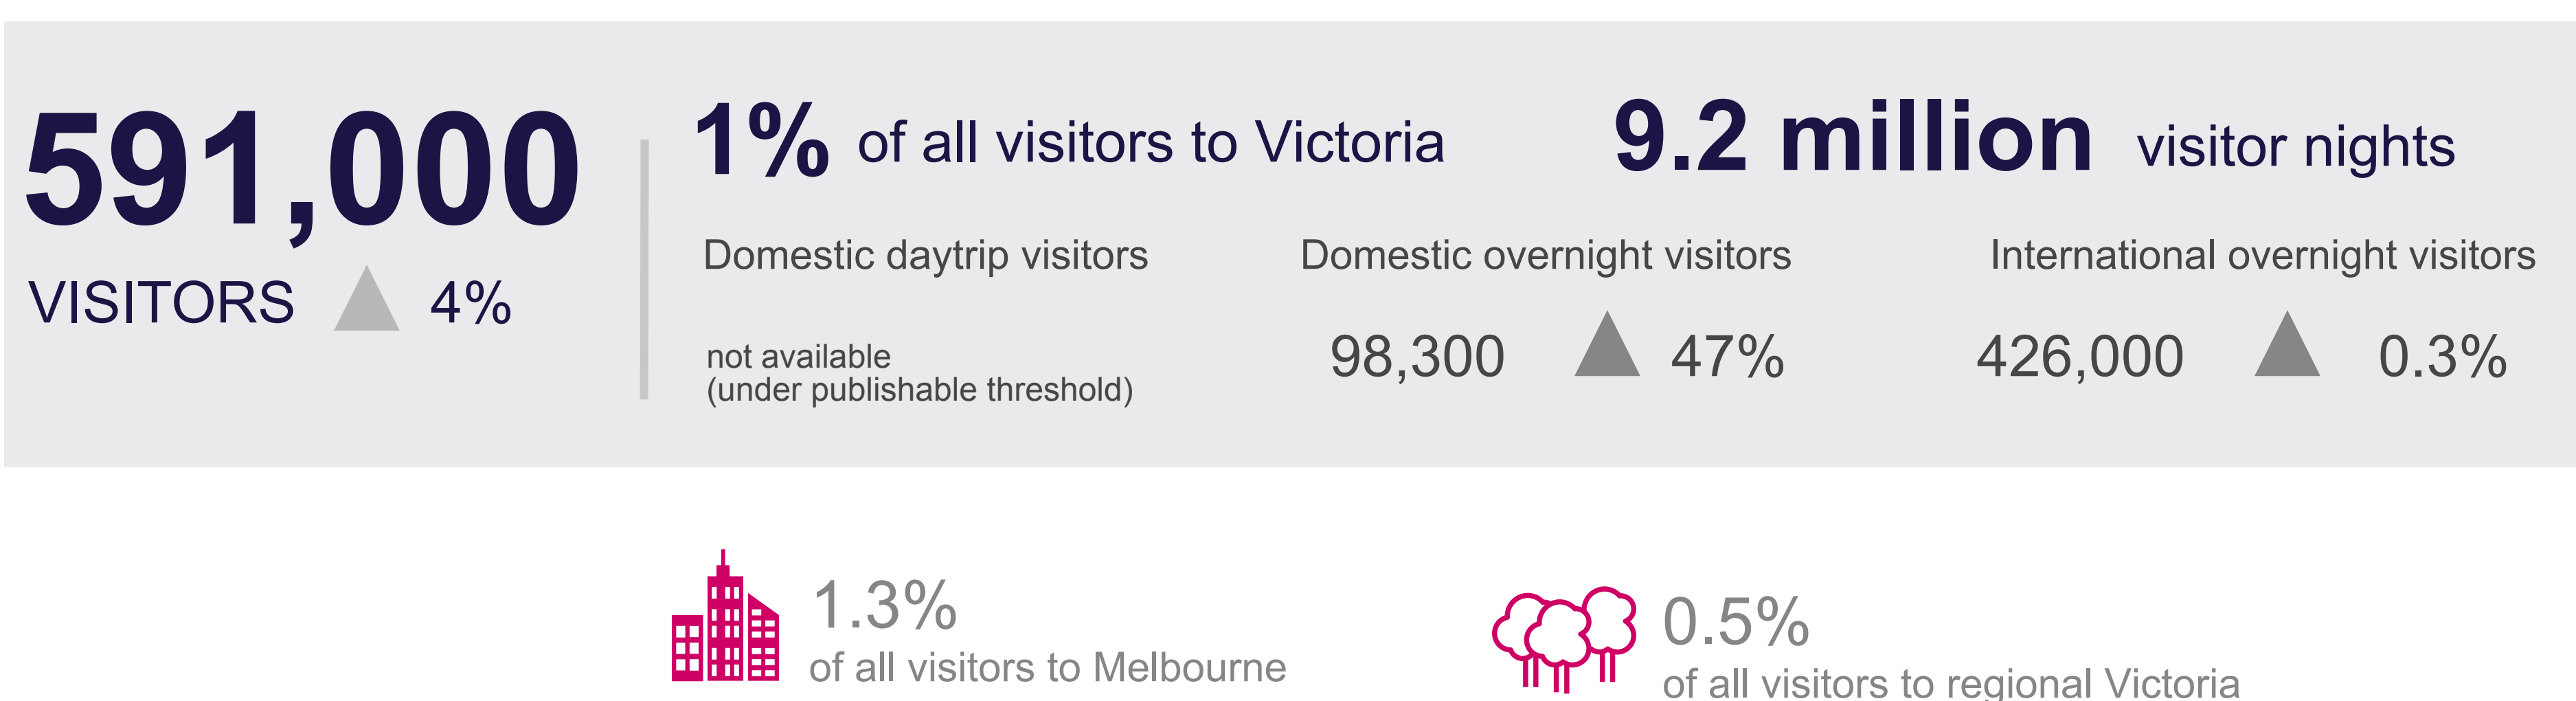 591,000
VISITORS 4%
1% of all visitors to Victoria
9.2 million visitor nights
Domestic daytrip visitors
not available
(under publishable threshold)
Domestic overnight visitors
98,300 47%
International overnight visitors
426,000 0.3%
1.3%
of all visitors to Melbourne
0.5%
of all visitors to regional Victoria